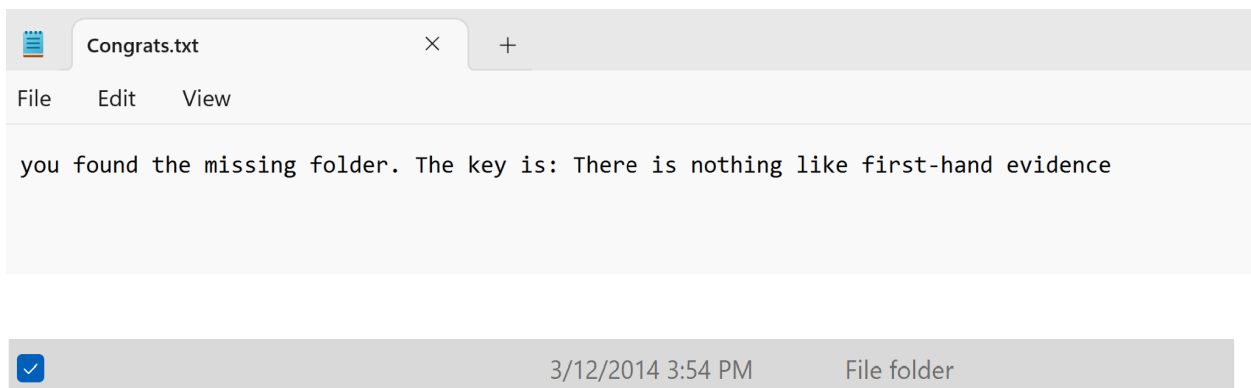 Congrats.txt
File Edit View
you found the missing folder. The key is: There is nothing like first-hand evidence
3/12/2014 3:54 PM File folder